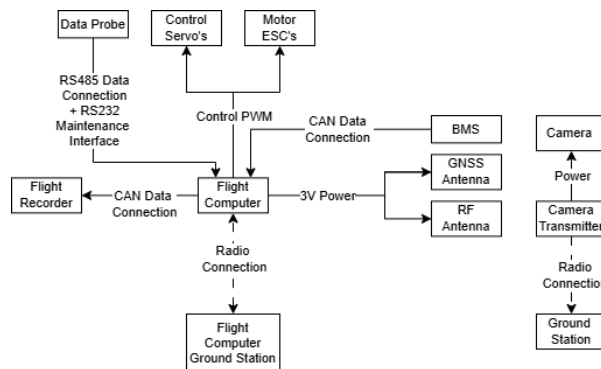 Data Probe
Control
Servo's
Motor
ESC's
RS485 Data
Connection
+ RS232
Maintenance
Interface
Control PWM
CAN Data
Connection
BMS
Camera
GNSS
Antenna
Power
Flight
Recorder
CAN Data
Connection
Flight
Computer
3V Power
RF
Antenna
Camera
Transmitter
Radio
Connection
Radio
Connection
Flight
Computer
Ground Station
Ground
Station